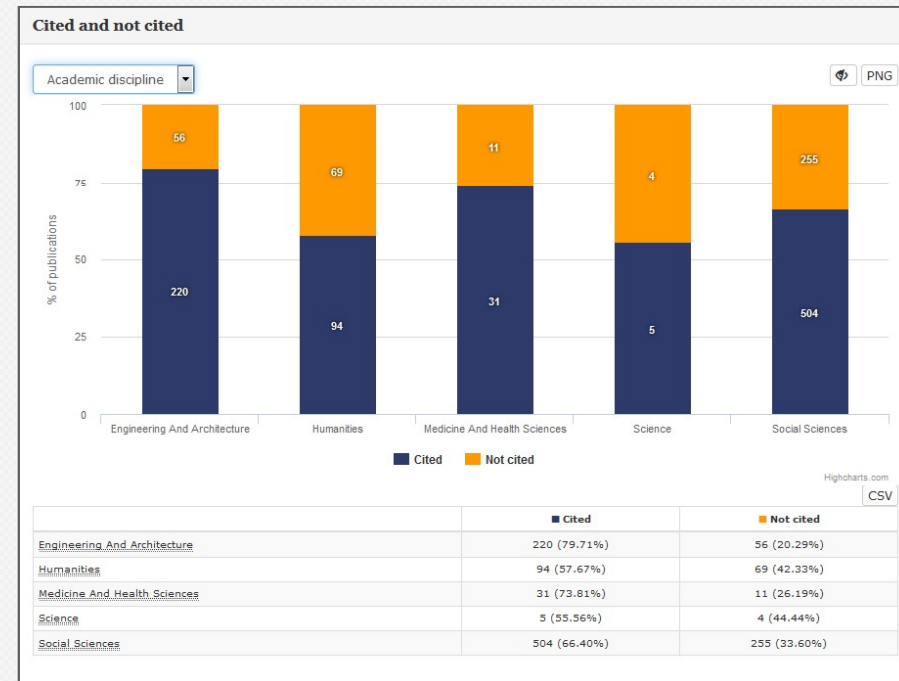 Cited and not cited
Academic discipline
PNG
100
75
50
25
0
% of publications
56
69
11
4
255
220
94
31
5
504
Engineering And Architecture
Humanities
Medicine And Health Sciences
Science
Social Sciences
Cited
Not cited
Highcharts.com
CSV
Cited Not cited
Engineering And Architecture 220 (79.71%) 56 (20.29%)
Humanities 94 (57.67%) 69 (42.33%)
Medicine And Health Sciences 31 (73.81%) 11 (26.19%)
Science 5 (55.56%) 4 (44.44%)
Social Sciences 504 (66.40%) 255 (33.60%)